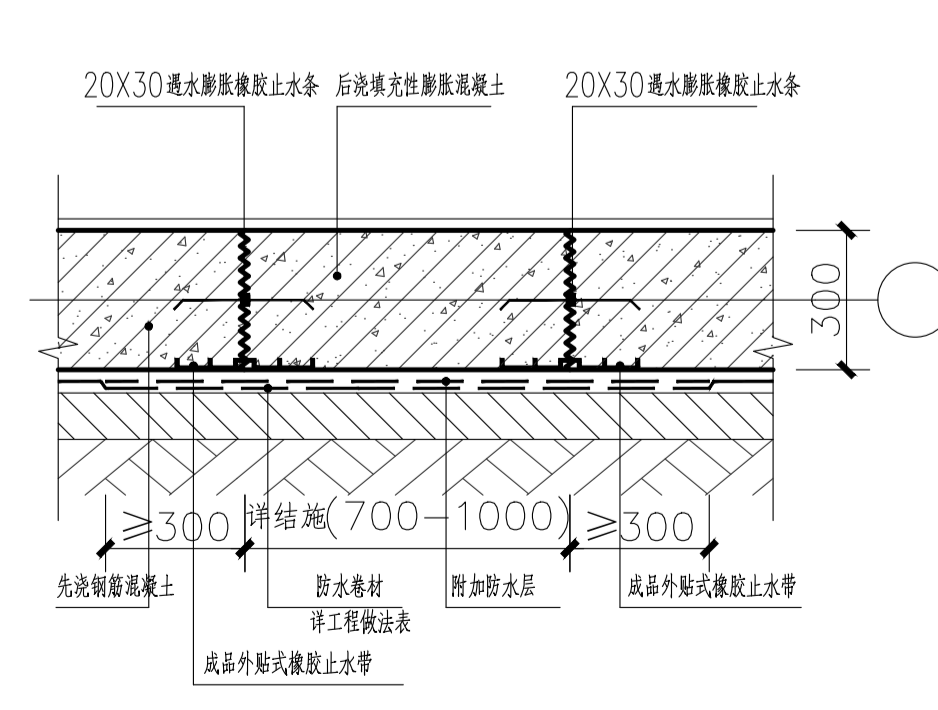 20X30遇水膨胀橡胶止水条
后浇填充性膨胀混凝土
20X30遇水膨胀橡胶止水条
300
≥300
详结施(700-1000)
≥300
先浇钢筋混凝土
防水卷材
详工程做法表
附加防水层
成品外贴式橡胶止水带
成品外贴式橡胶止水带